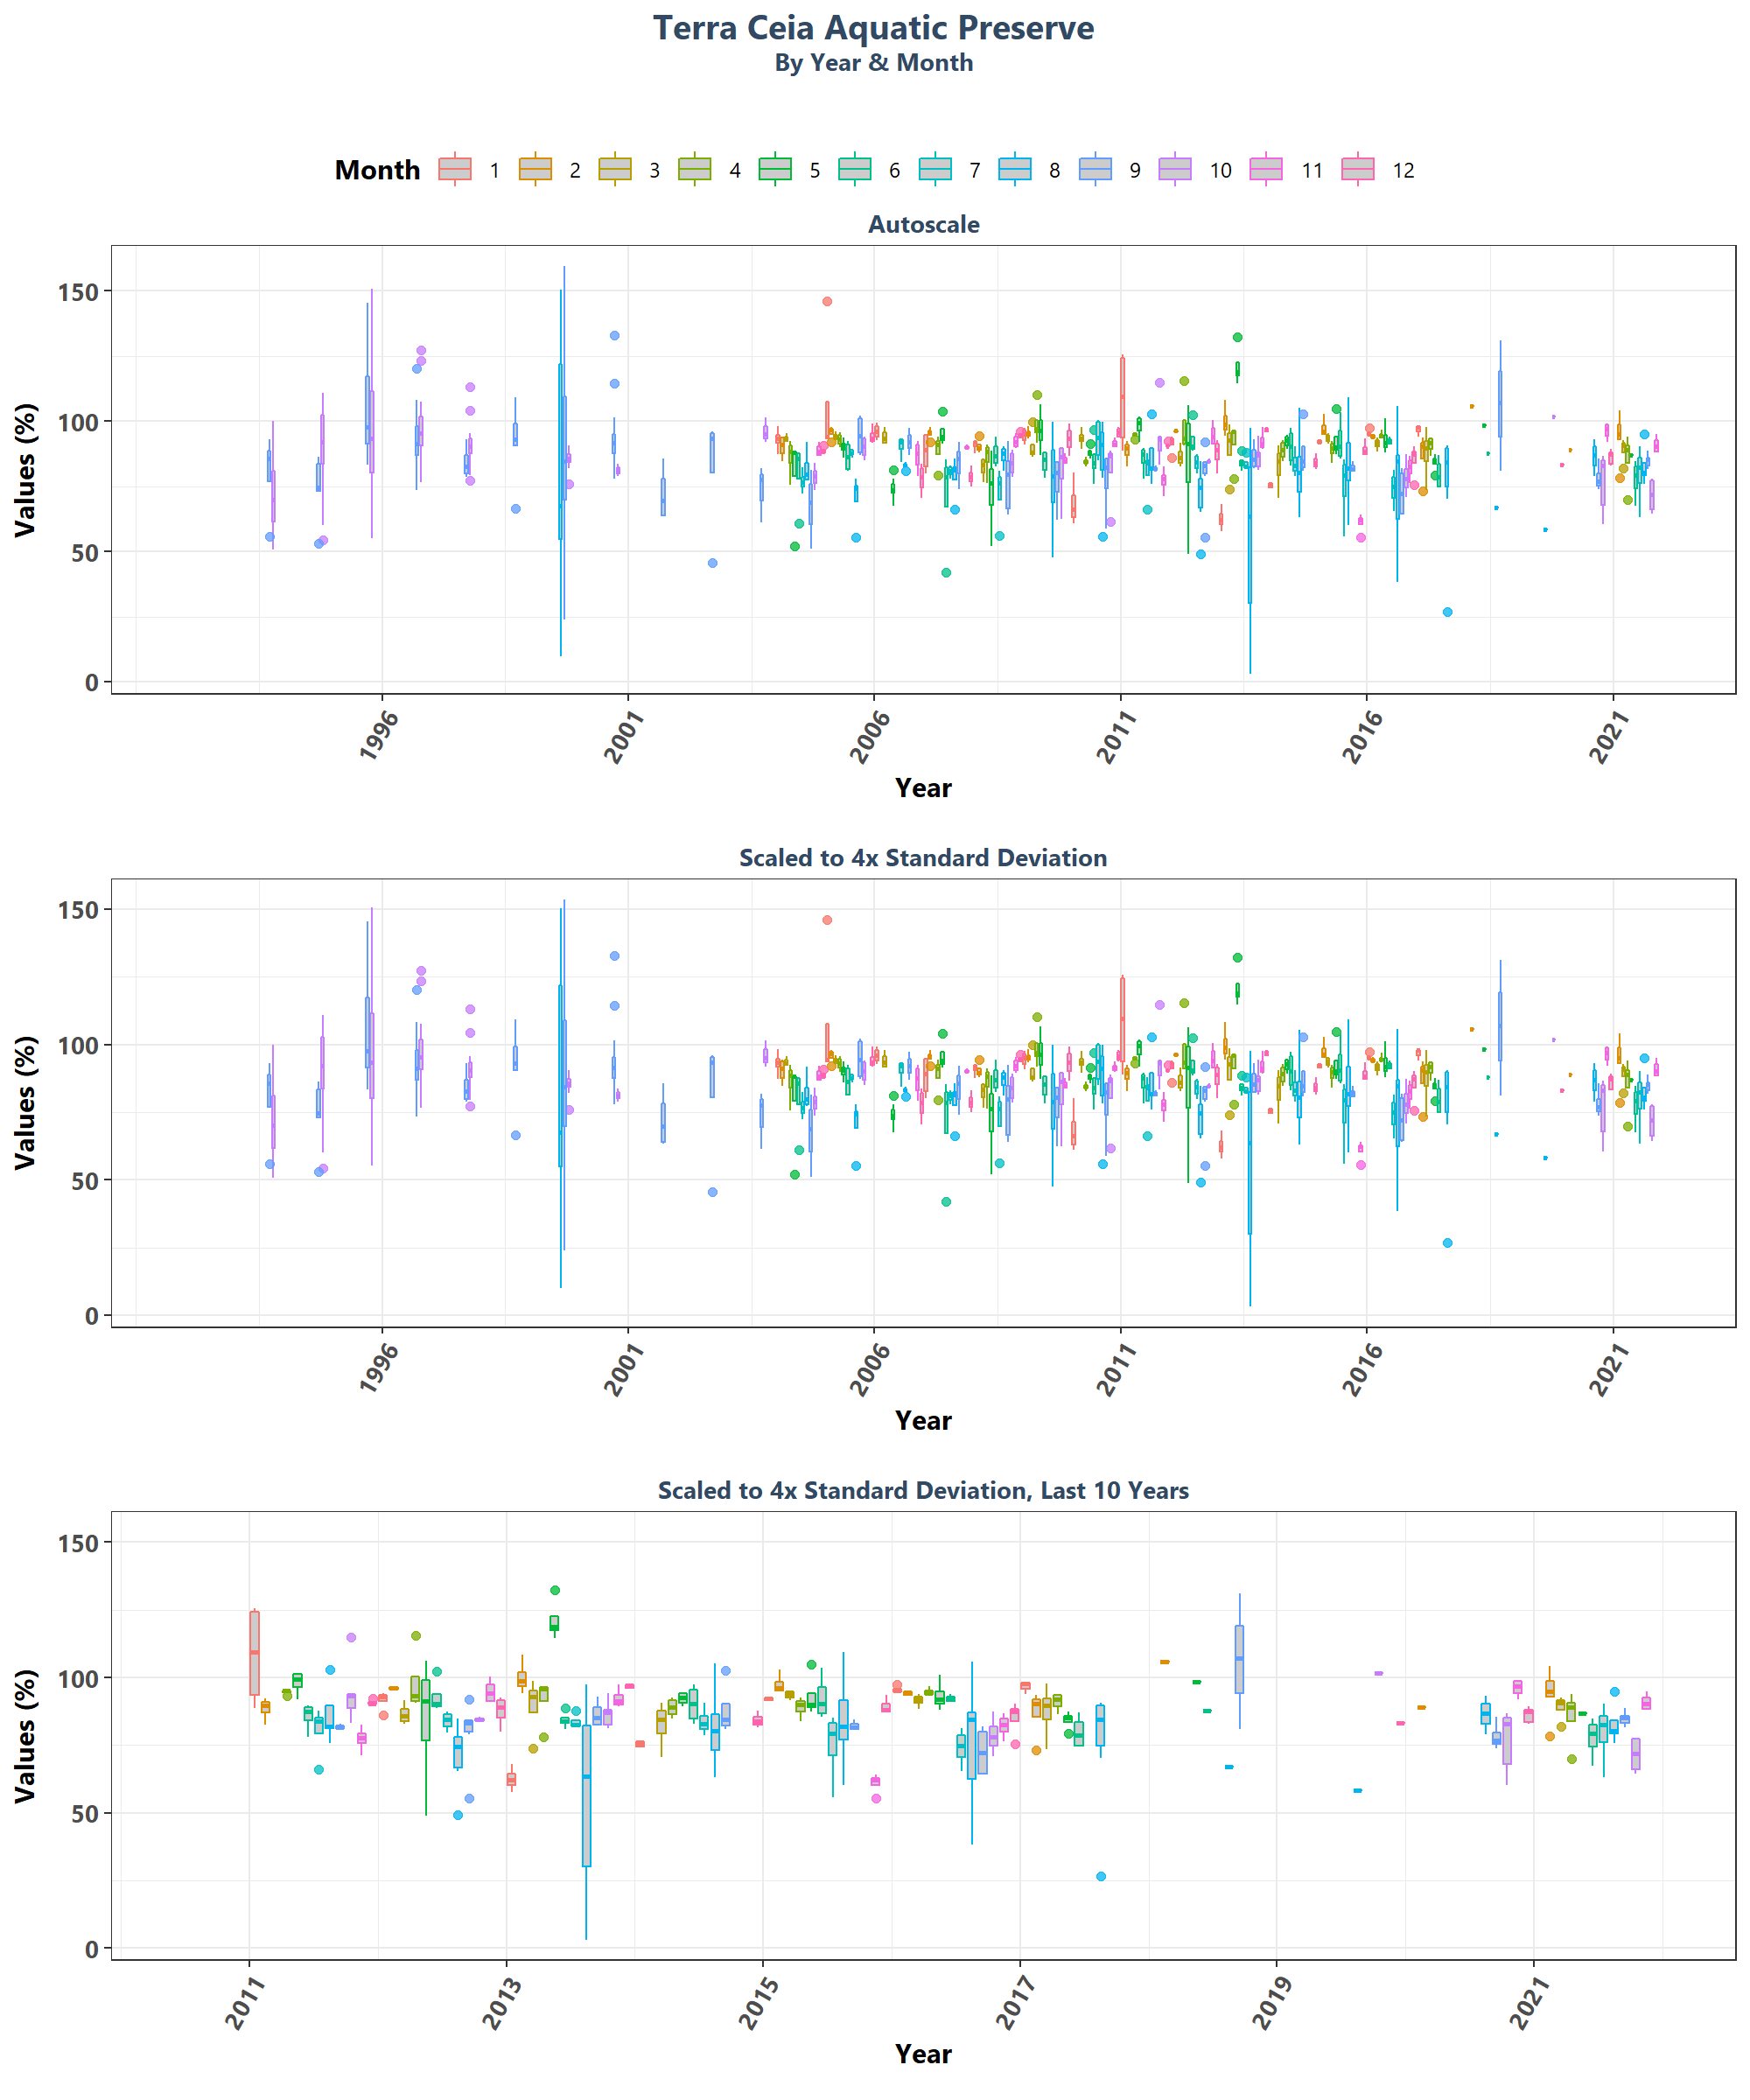 Terra Ceia Aquatic Preserve
By Year & Month
Month 1 2 3 4 5 6 7 8 9 10 11 12
Autoscale
Values (%)
150
100
50
0
1996 2001 2006 2011 2016 2021
Year
Scaled to 4x Standard Deviation
Values (%)
150
100
50
0
1996 2001 2006 2011 2016 2021
Year
Scaled to 4x Standard Deviation, Last 10 Years
Values (%)
150
100
50
0
2011 2013 2015 2017 2019 2021
Year